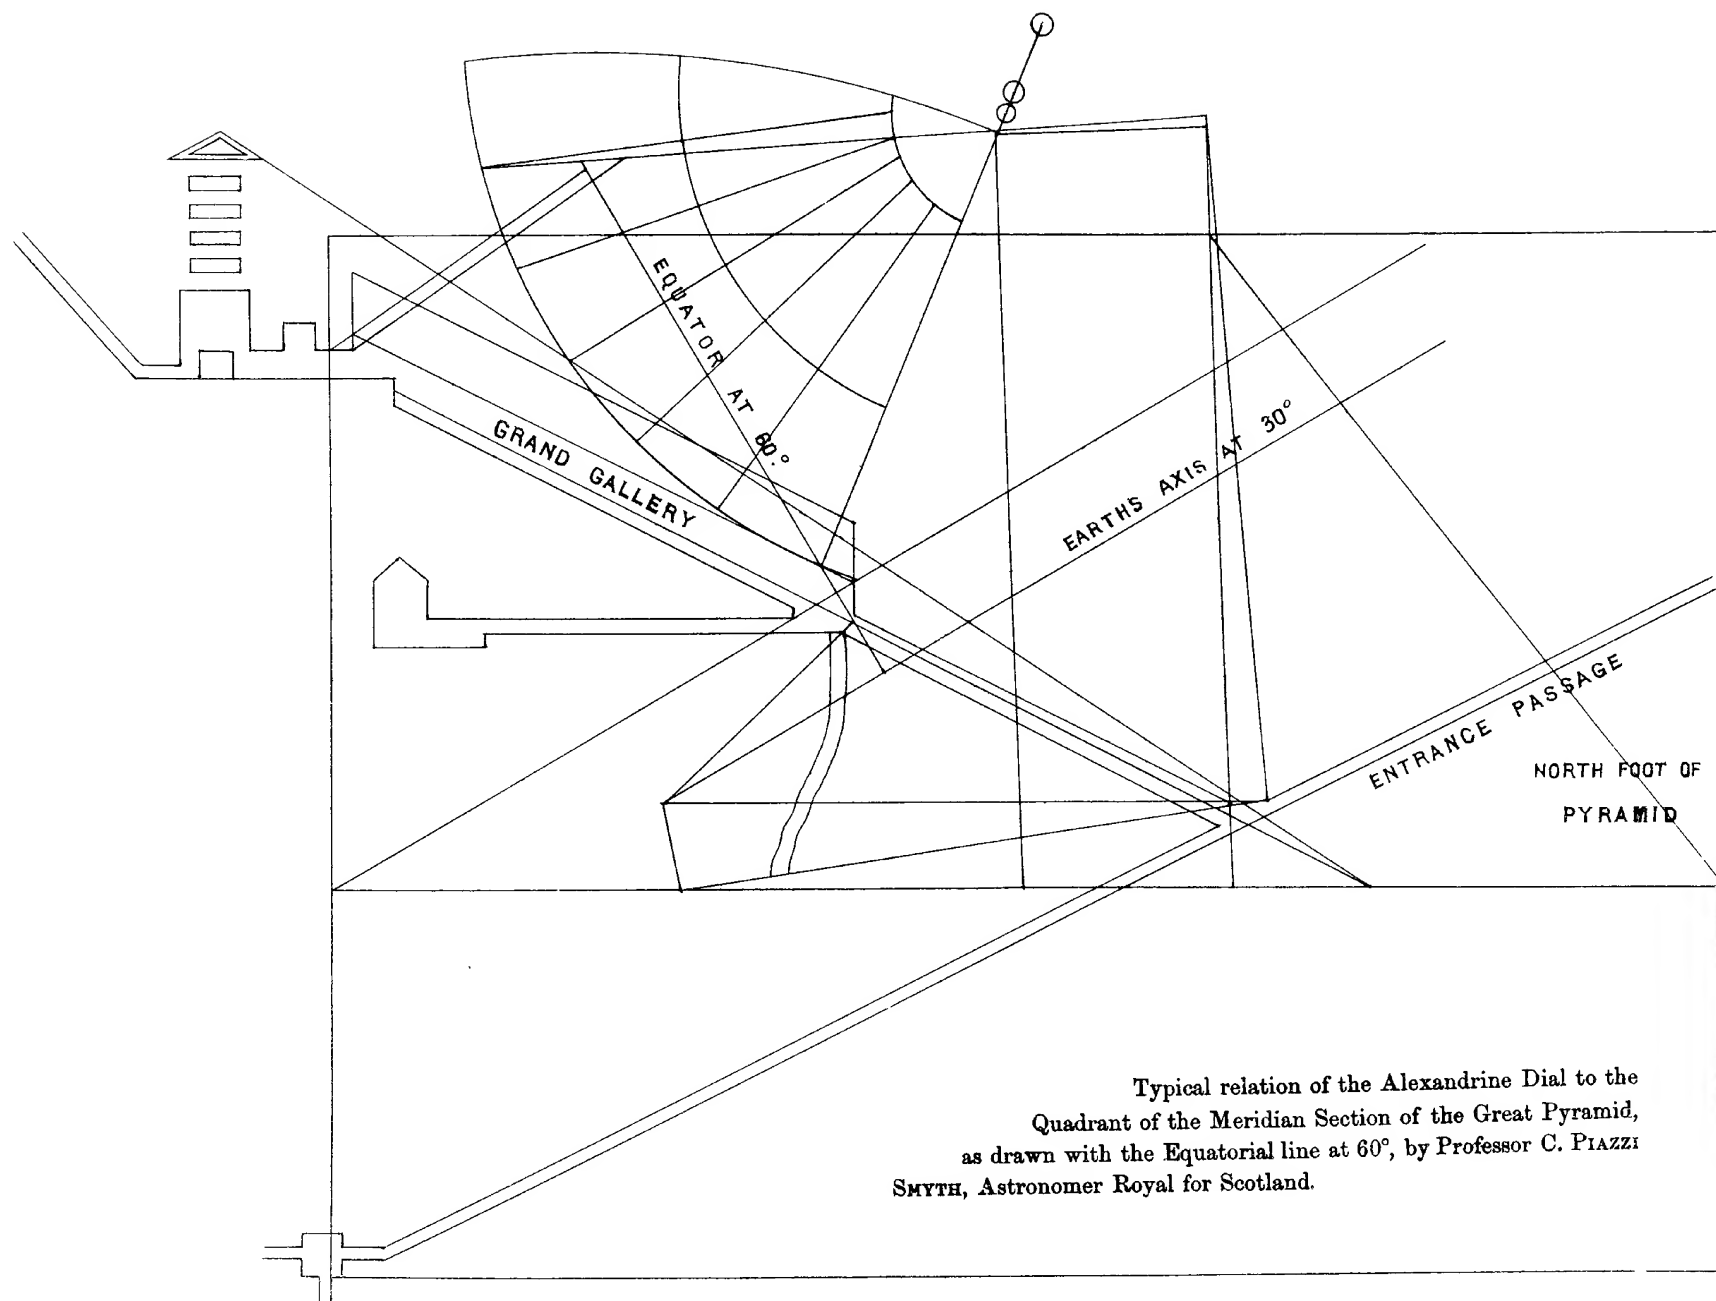 EQUATOR AT 60.°
GRAND GALLERY
EARTHS AXIS AT 30°
ENTRANCE PASSAGE
NORTH FOOT OF
PYRAMID
Typical relation of the Alexandrine Dial to the
Quadrant of the Meridian Section of the Great Pyramid,
as drawn with the Equatorial line at 60°, by Professor C. PIAZZI
SMYTH, Astronomer Royal for Scotland.